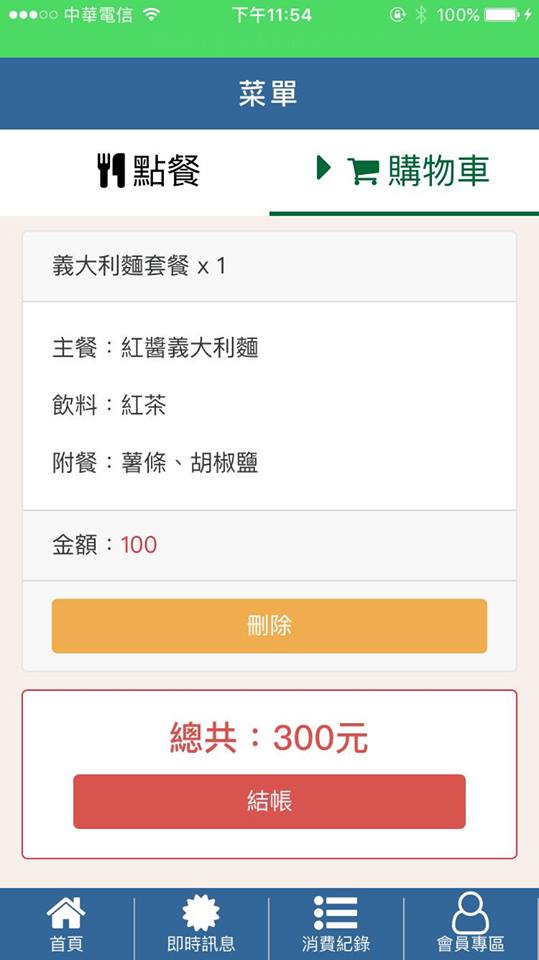 中華電信 下午11:54 100%
菜單
點餐 購物車
義大利麵套餐 x 1
主餐：紅醬義大利麵
飲料：紅茶
附餐：薯條、胡椒鹽
金額：100
刪除
總共：300元
結帳
首頁 即時訊息 消費紀錄 會員專區